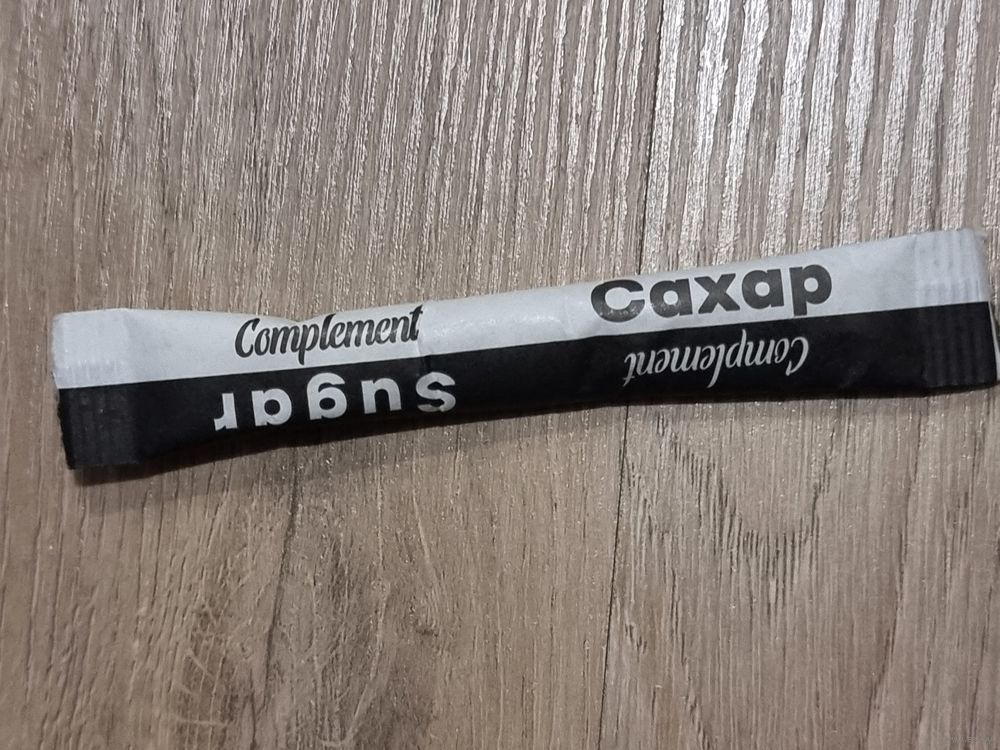 Complement Сахар
Complement Sugar